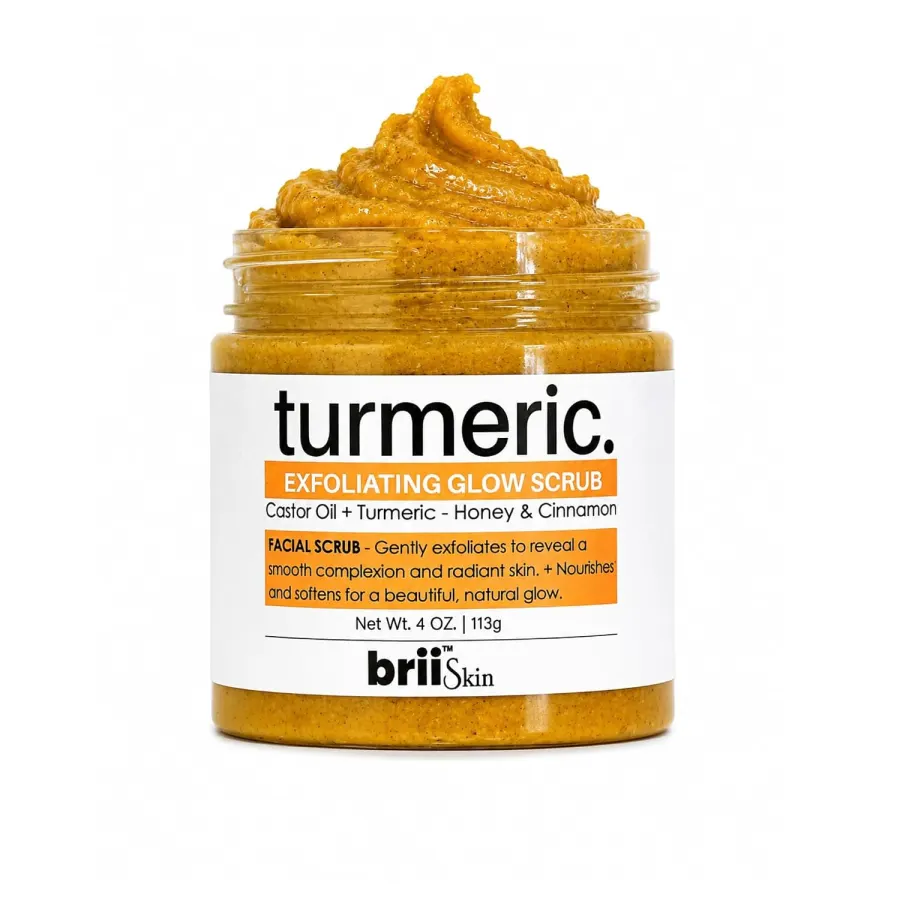 turmeric.
EXFOLIATING GLOW SCRUB
Castor Oil + Turmeric - Honey & Cinnamon
FACIAL SCRUB - Gently exfoliates to reveal a
smooth complexion and radiant skin. + Nourishes
and softens for a beautiful, natural glow.
Net Wt. 4 OZ. | 113g
brii™Skin